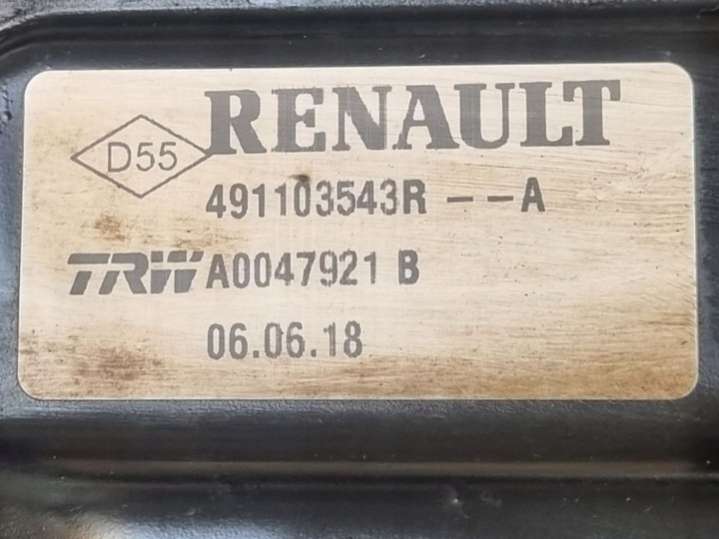 RENAULT
D55
491103543R --A
TRW A0047921 B
06.06.18